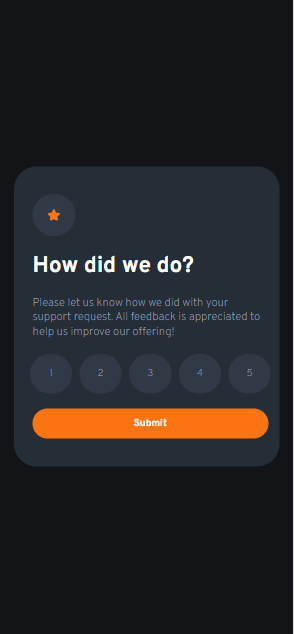 How did we do?
Please let us know how we did with your
support request. All feedback is appreciated to
help us improve our offering!
1 2 3 4 5
Submit